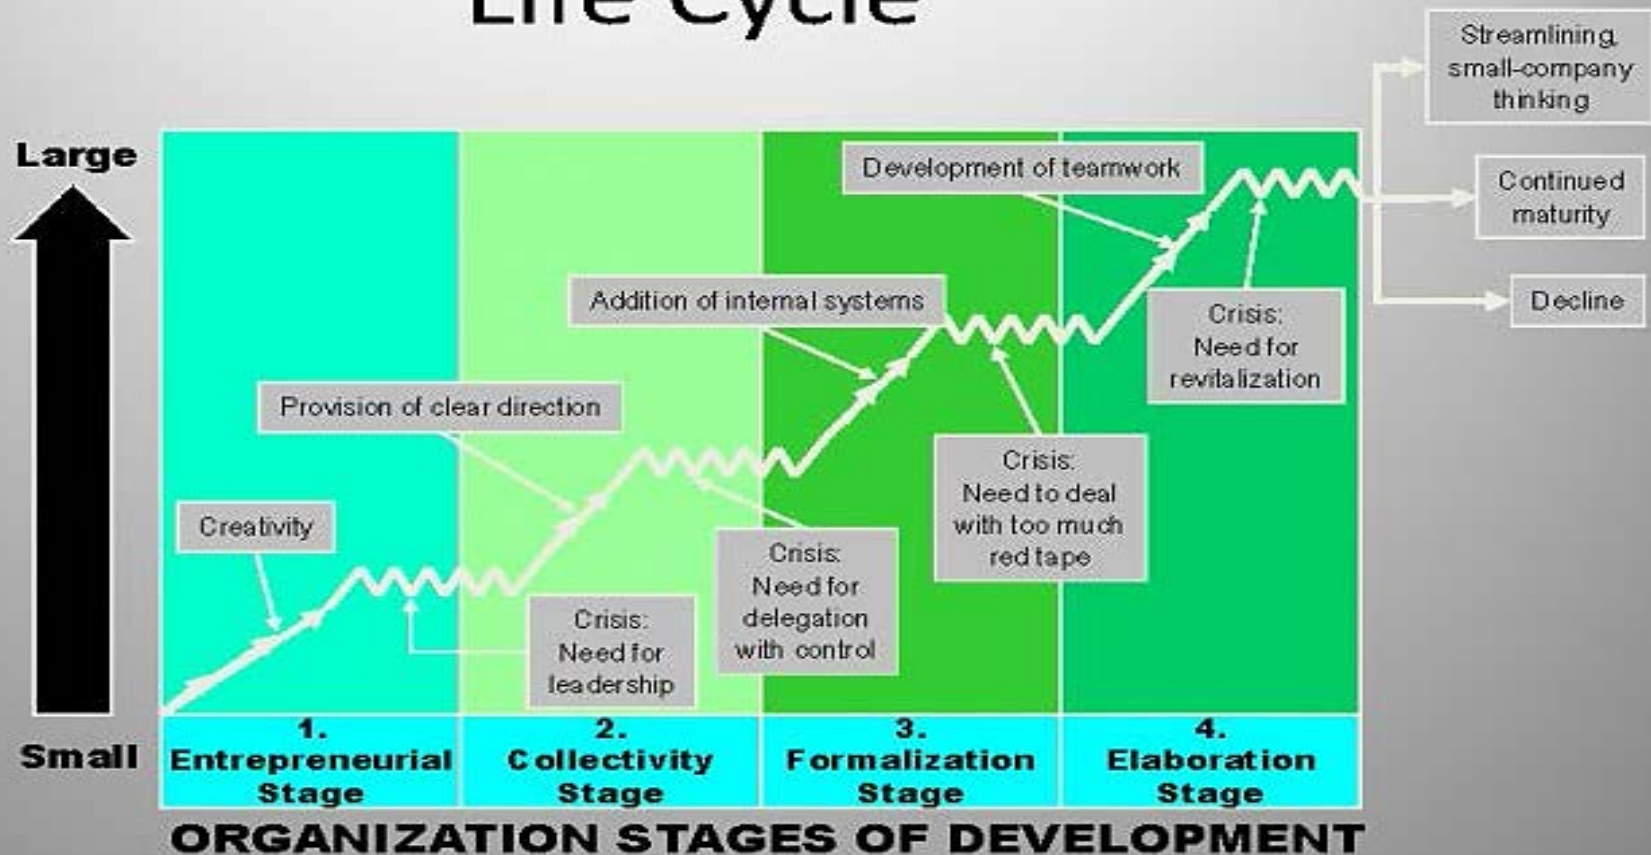 Life Cycle
Streamlining,
small-company
thinking
Large
Development of teamwork
Continued
maturity
Addition of internal systems
Decline
Crisis:
Need for
revitalization
Provision of clear direction
Crisis:
Need to deal
with too much
red tape
Creativity
Crisis:
Need for
delegation
with control
Crisis:
Need for
leadership
Small
1.
Entrepreneurial
Stage
2.
Collectivity
Stage
3.
Formalization
Stage
4.
Elaboration
Stage
ORGANIZATION STAGES OF DEVELOPMENT